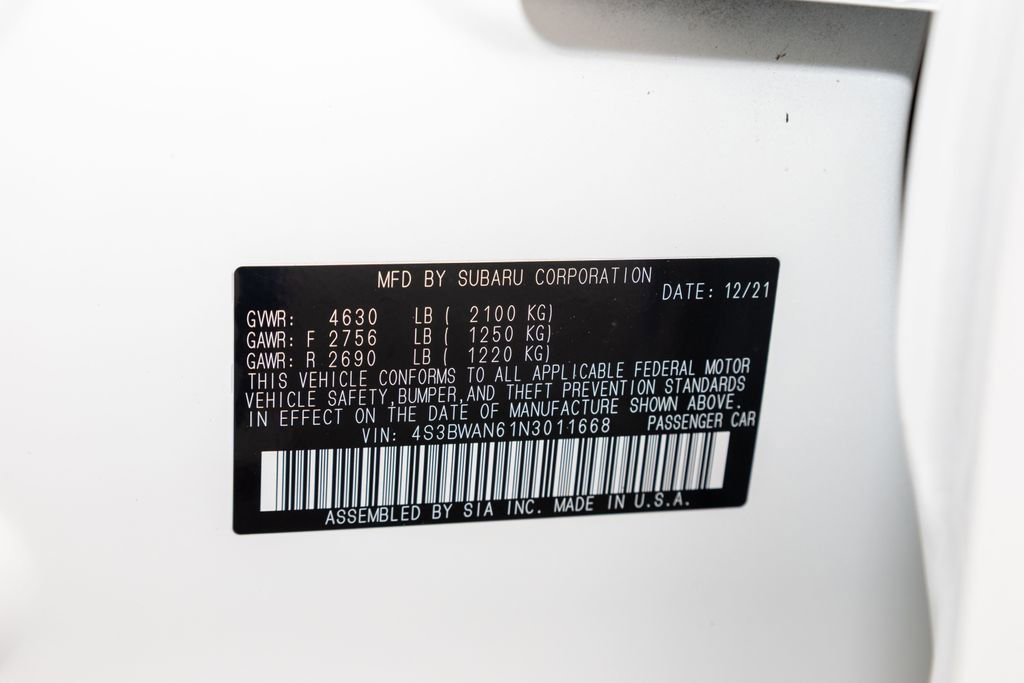 MFD BY SUBARU CORPORATION
DATE: 12/21
GVWR: 4630 LB ( 2100 KG)
GAWR: F 2756 LB ( 1250 KG)
GAWR: R 2690 LB ( 1220 KG)
THIS VEHICLE CONFORMS TO ALL APPLICABLE FEDERAL MOTOR
VEHICLE SAFETY,BUMPER,AND THEFT PREVENTION STANDARDS
IN EFFECT ON THE DATE OF MANUFACTURE SHOWN ABOVE.
VIN: 4S3BWAN61N3011668 PASSENGER CAR
ASSEMBLED BY SIA INC. MADE IN U.S.A.